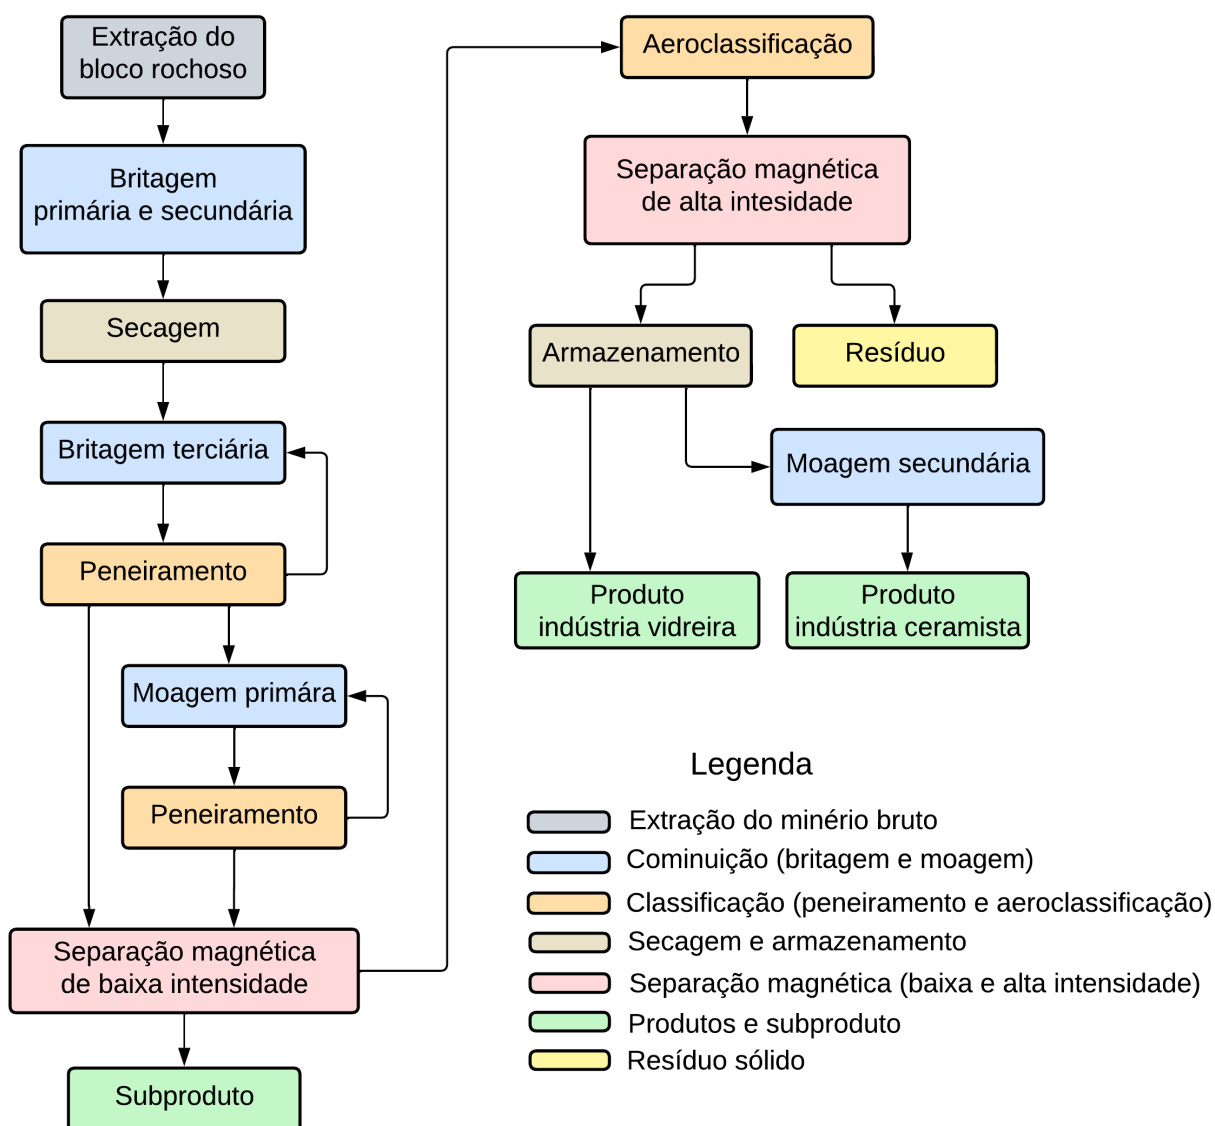 Extração do
bloco rochoso
Britagem
primária e secundária
Secagem
Britagem terciária
Peneiramento
Moagem primára
Peneiramento
Separação magnética
de baixa intensidade
Subproduto
Aeroclassificação
Separação magnética
de alta intesidade
Armazenamento
Resíduo
Moagem secundária
Produto
indústria vidreira
Produto
indústria ceramista
Legenda
Extração do minério bruto
Cominuição (britagem e moagem)
Classificação (peneiramento e aeroclassificação)
Secagem e armazenamento
Separação magnética (baixa e alta intensidade)
Produtos e subproduto
Resíduo sólido